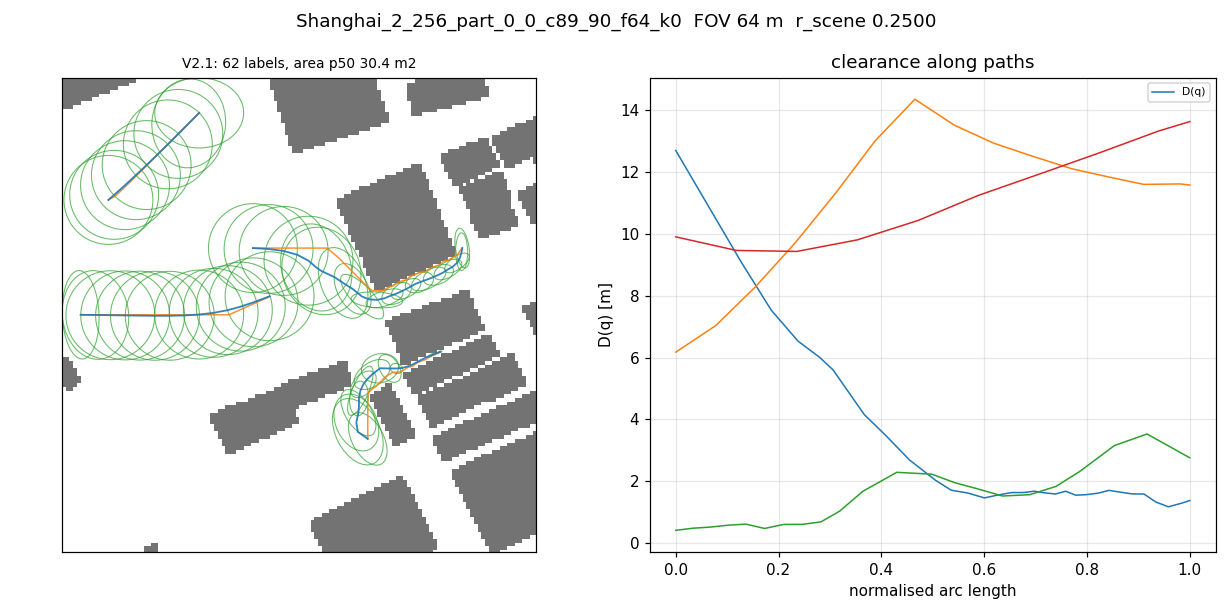 Shanghai_2_256_part_0_0_c89_90_f64_k0  FOV 64 m  r_scene 0.2500
V2.1: 62 labels, area p50 30.4 m2
clearance along paths
D(q)
D(q) [m]
14
12
10
8
6
4
2
0
0.0 0.2 0.4 0.6 0.8 1.0
normalised arc length